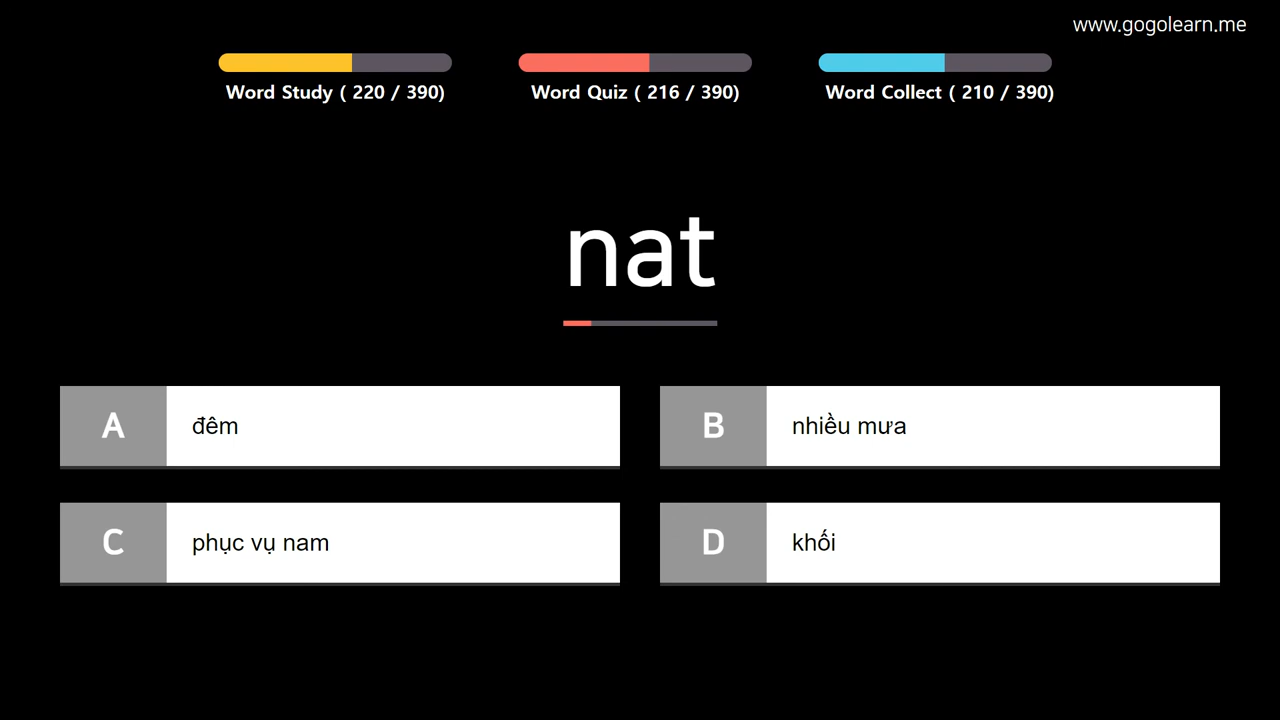 www.gogolearn.me
Word Study ( 220 / 390)
Word Quiz ( 216 / 390)
Word Collect ( 210 / 390)
nat
A đêm
B nhiều mưa
C phục vụ nam
D khối